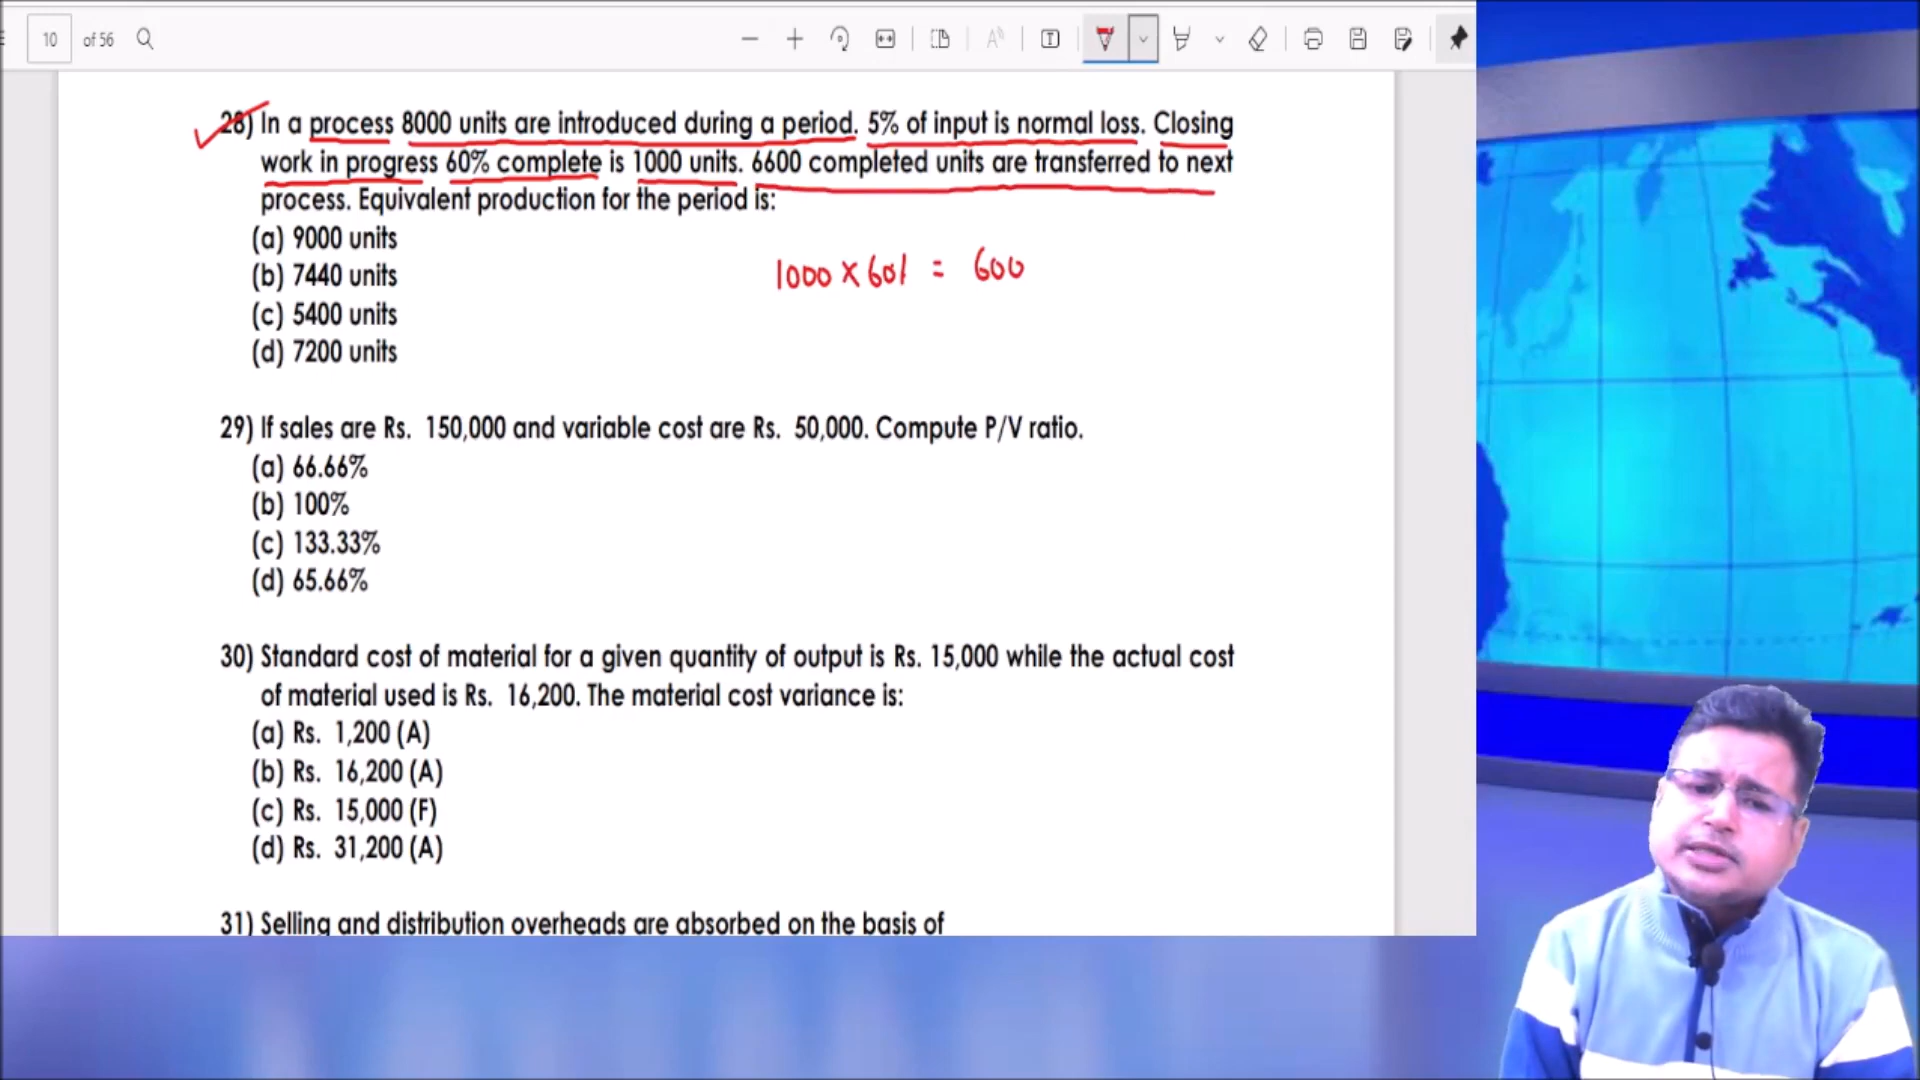 10 of 56
28) In a process 8000 units are introduced during a period. 5% of input is normal loss. Closing
work in progress 60% complete is 1000 units. 6600 completed units are transferred to next
process. Equivalent production for the period is:
(a) 9000 units
(b) 7440 units
1000 × 60% = 600
(c) 5400 units
(d) 7200 units
29) If sales are Rs. 150,000 and variable cost are Rs. 50,000. Compute P/V ratio.
(a) 66.66%
(b) 100%
(c) 133.33%
(d) 65.66%
30) Standard cost of material for a given quantity of output is Rs. 15,000 while the actual cost
of material used is Rs. 16,200. The material cost variance is:
(a) Rs. 1,200 (A)
(b) Rs. 16,200 (A)
(c) Rs. 15,000 (F)
(d) Rs. 31,200 (A)
31) Selling and distribution overheads are absorbed on the basis of